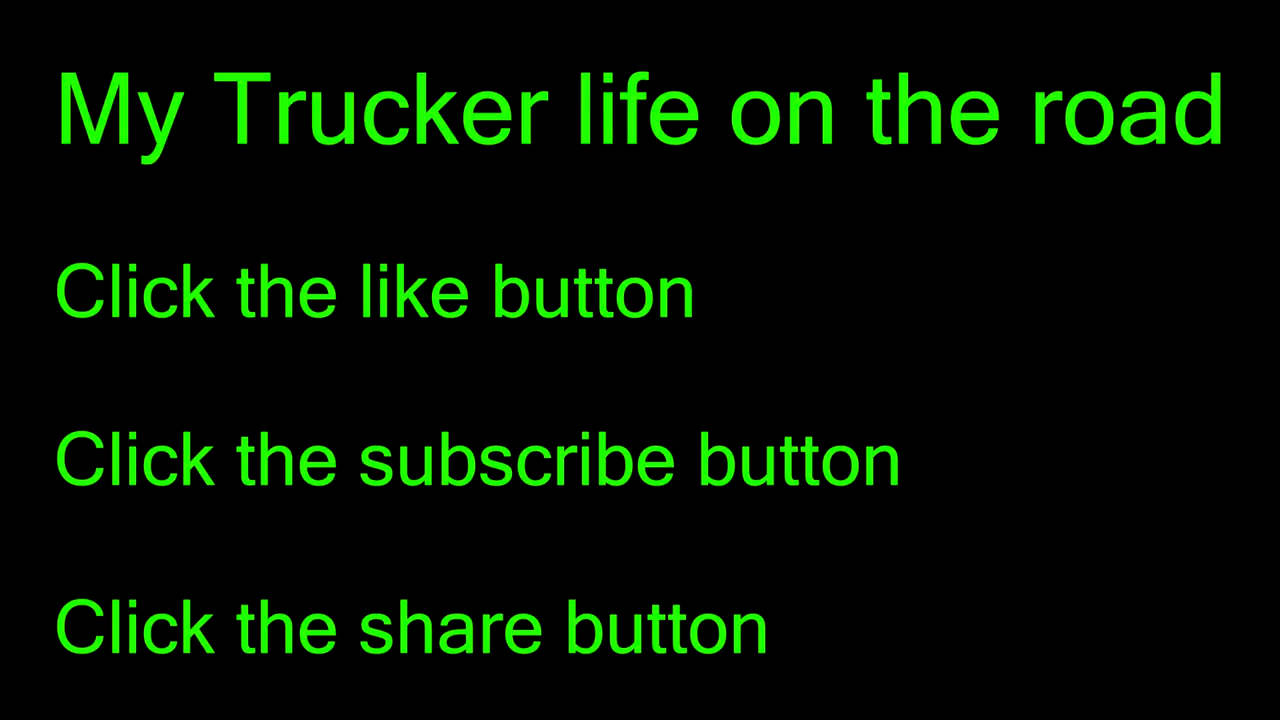 My Trucker life on the road
Click the like button
Click the subscribe button
Click the share button